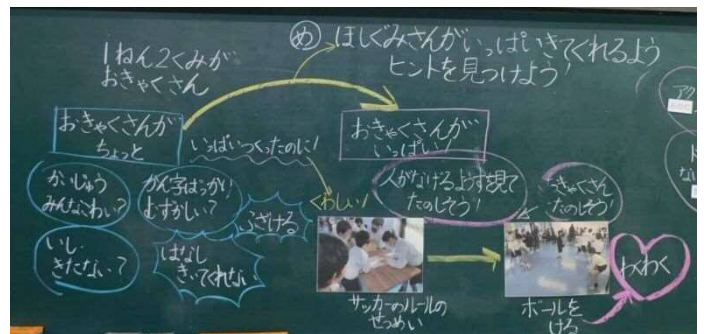 め ほしぐみさんがいっぱいきてくれるよう
ヒントを見つけよう!
1ねん2くみが
おきゃくさん
おきゃくさんが
ちょっと
いっぱいつくったのに!
おきゃくさんが
いっぱい!
かいじゅう
みんなこわい?
かん字ばっかり
むずかしい?
ふざける
いし
きたない?
はなし
きいてくれない
くわしい!
人がなげるようすを見て
たのしそう!
おきゃくさん
たのしそう!
サッカーのルールの
せつめい
ボールを
ける
わくわく
アク